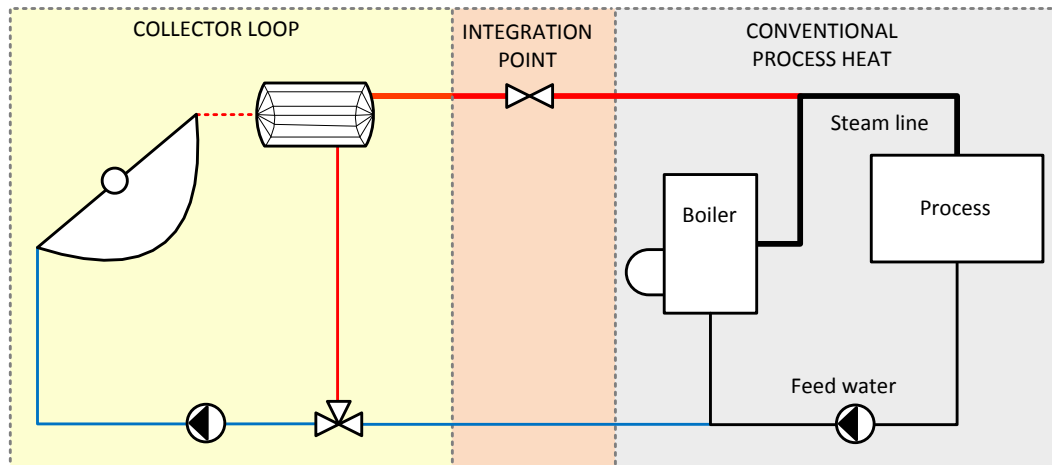 COLLECTOR LOOP
INTEGRATION
POINT
CONVENTIONAL
PROCESS HEAT
Steam line
Boiler
Process
Feed water